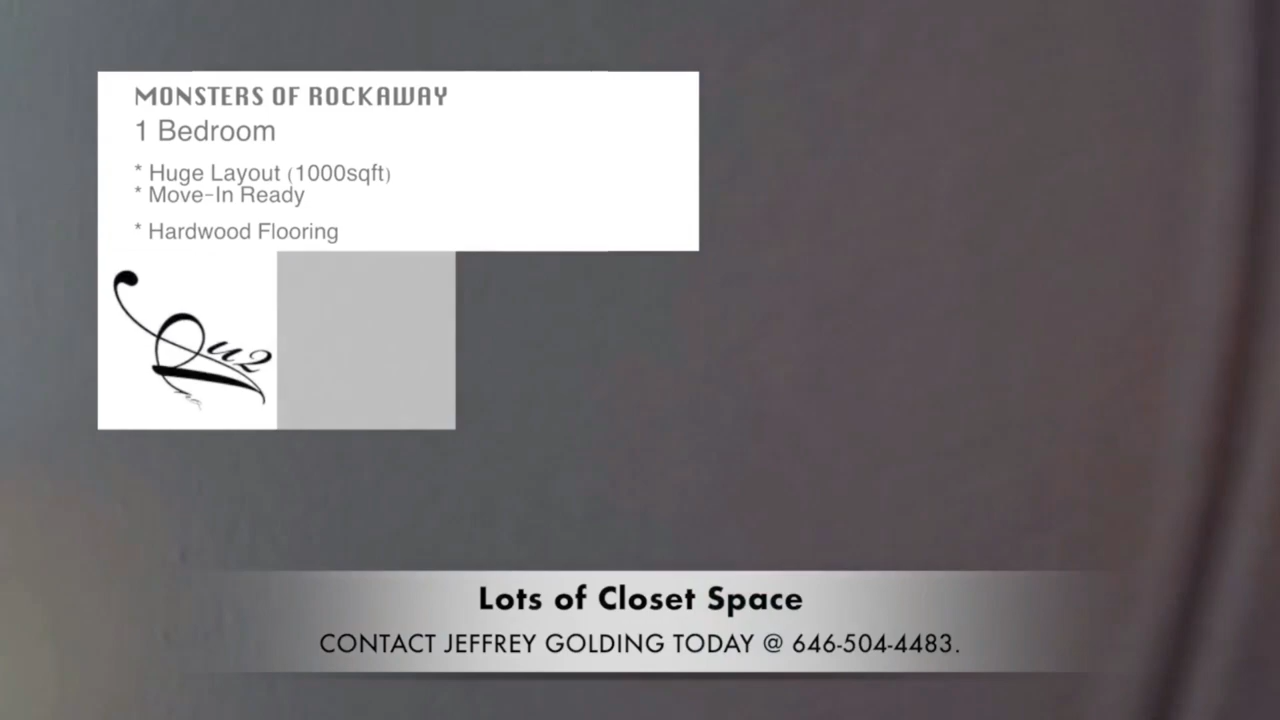 MONSTERS OF ROCKAWAY
1 Bedroom
* Huge Layout (1000sqft)
* Move-In Ready
* Hardwood Flooring
Qu2
Lots of Closet Space
CONTACT JEFFREY GOLDING TODAY @ 646-504-4483.